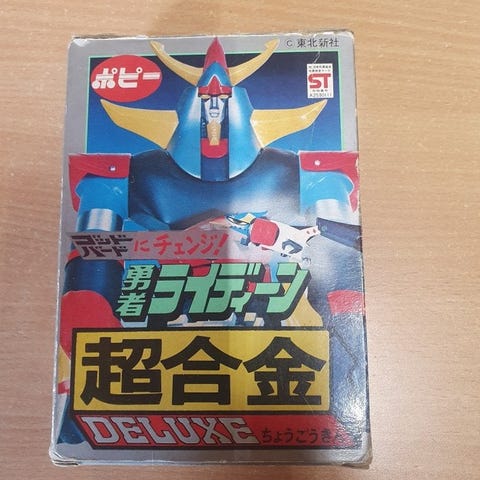 © 東北新社
ポピー
ST
A253011
ゴッド
バード
にチェンジ!
勇者
ライディーン
超合金
DELUXE ちょうごうきん